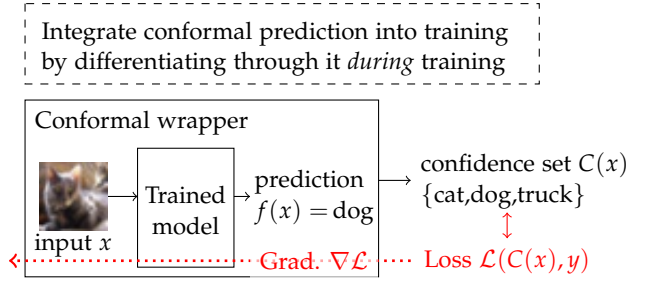 Integrate conformal prediction into training
by differentiating through it during training
Conformal wrapper
input x
Trained
model
prediction
f(x) = dog
confidence set C(x)
{cat,dog,truck}
Grad. ∇ℒ
Loss ℒ(C(x), y)